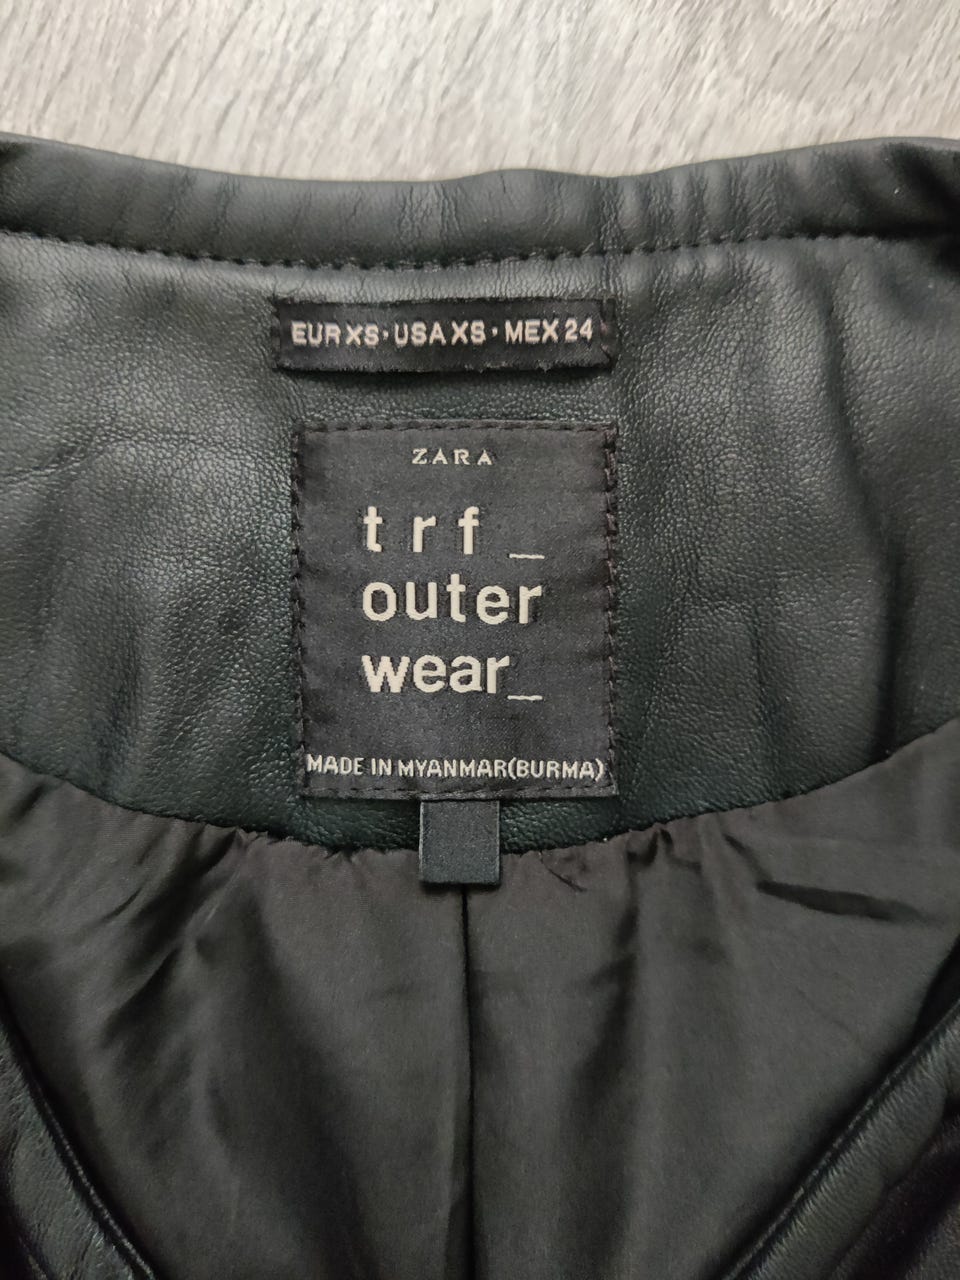 EUR XS · USA XS · MEX 24
ZARA
trf_
outer
wear_
MADE IN MYANMAR(BURMA)